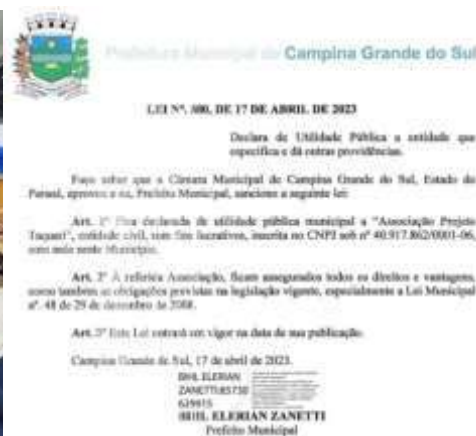 Prefeitura Municipal de Campina Grande do Sul
LEI Nº. DE 17 DE ABRIL DE 2023
Declara de Utilidade Pública a entidade que
especifica e dá outras providências.
Faço saber que a Câmara Municipal de Campina Grande do Sul, Estado do
Paraná, aprovou e eu, Prefeito Municipal, sanciono a seguinte lei:
Art. 1º Fica declarada de utilidade pública municipal a "Associação Projeto
Taquari", entidade civil, sem fins lucrativos, inscrita no CNPJ sob nº 40.917.862/0001-06,
com sede neste Município.
Art. 2º À referida Associação, ficam assegurados todos os direitos e vantagens,
como também as obrigações previstas na legislação vigente, especialmente a Lei Municipal
nº. 48 de 29 de dezembro de
Art. 3º Esta Lei entrará em vigor na data de sua publicação.
Campina Grande do Sul, 17 de abril de 2023.
BIHL ELERIAN
ZANETTI:
BIHL ELERIAN ZANETTI
Prefeito Municipal